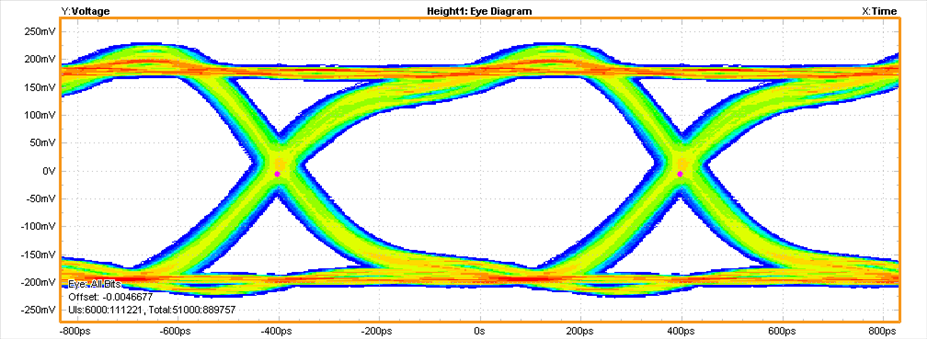 Y:Voltage Height1: Eye Diagram X:Time
250mV
200mV
150mV
100mV
50mV
0V
-50mV
-100mV
-150mV
-200mV
-250mV
Eye: All Bits
Offset: -0.0046677
UIs:6000:111221, Total:51000:889757
-800ps -600ps -400ps -200ps 0s 200ps 400ps 600ps 800ps